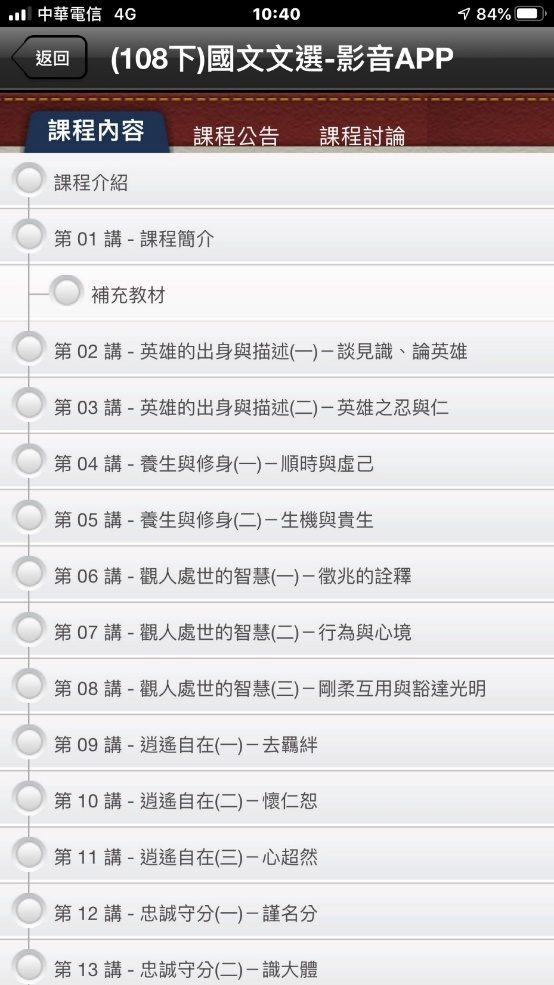 中華電信 4G 10:40 84%
返回 (108下)國文文選-影音APP
課程內容 課程公告 課程討論
課程介紹
第 01 講 - 課程簡介
補充教材
第 02 講 - 英雄的出身與描述(一)－談見識、論英雄
第 03 講 - 英雄的出身與描述(二)－英雄之忍與仁
第 04 講 - 養生與修身(一)－順時與虛己
第 05 講 - 養生與修身(二)－生機與貴生
第 06 講 - 觀人處世的智慧(一)－徵兆的詮釋
第 07 講 - 觀人處世的智慧(二)－行為與心境
第 08 講 - 觀人處世的智慧(三)－剛柔互用與豁達光明
第 09 講 - 逍遙自在(一)－去羈絆
第 10 講 - 逍遙自在(二)－懷仁恕
第 11 講 - 逍遙自在(三)－心超然
第 12 講 - 忠誠守分(一)－謹名分
第 13 講 - 忠誠守分(二)－識大體